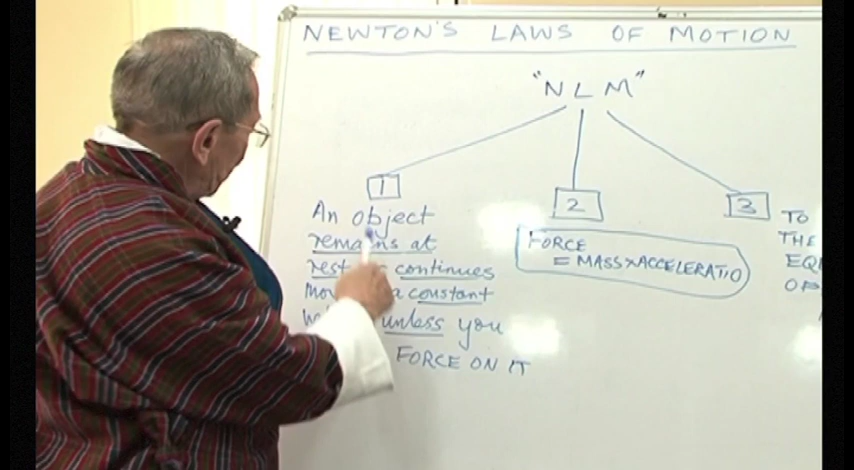 NEWTON'S LAWS OF MOTION
"NLM"
1
An object
remains at
rest continues
a constant
unless you
FORCE ON IT
2
FORCE
= MASS×ACCELERATIO
3
TO
THE